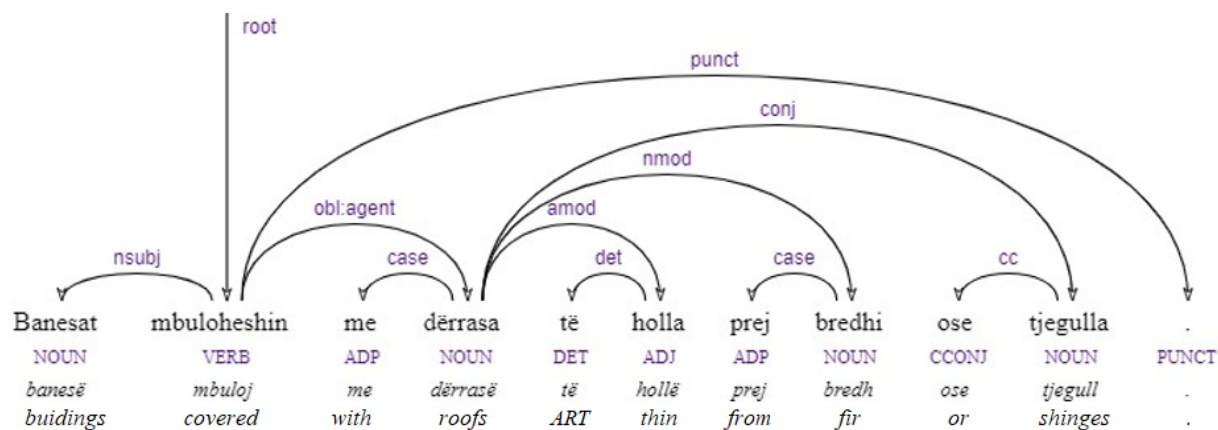 root
punct
conj
nmod
obl:agent amod
nsubj case det case cc
Banesat mbuloheshin me dërrasa të holla prej bredhi ose tjegulla .
NOUN VERB ADP NOUN DET ADJ ADP NOUN CCONJ NOUN PUNCT
banesë mbuloj me dërrasë të hollë prej bredh ose tjegull .
buidings covered with roofs ART thin from fir or shinges .